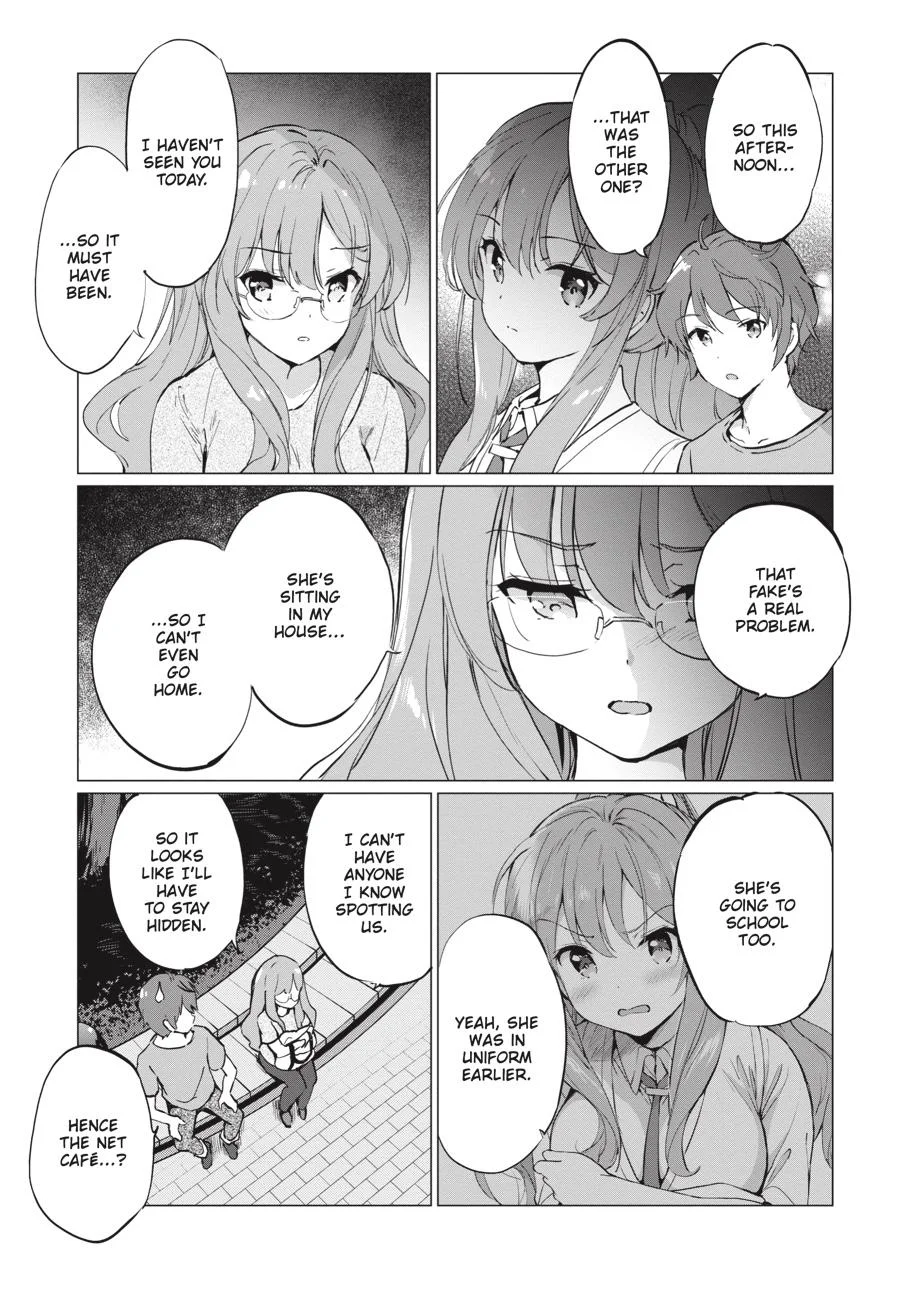 SO THIS
AFTER-
NOON...
...THAT
WAS
THE
OTHER
ONE?
I HAVEN'T
SEEN YOU
TODAY.
...SO IT
MUST
HAVE
BEEN.
THAT
FAKE'S
A REAL
PROBLEM.
SHE'S
SITTING
IN MY
HOUSE...
...SO I
CAN'T
EVEN
GO
HOME.
SHE'S
GOING TO
SCHOOL
TOO.
YEAH, SHE
WAS IN
UNIFORM
EARLIER.
I CAN'T
HAVE
ANYONE
I KNOW
SPOTTING
US.
SO IT
LOOKS
LIKE I'LL
HAVE
TO STAY
HIDDEN.
HENCE
THE NET
CAFÉ...?